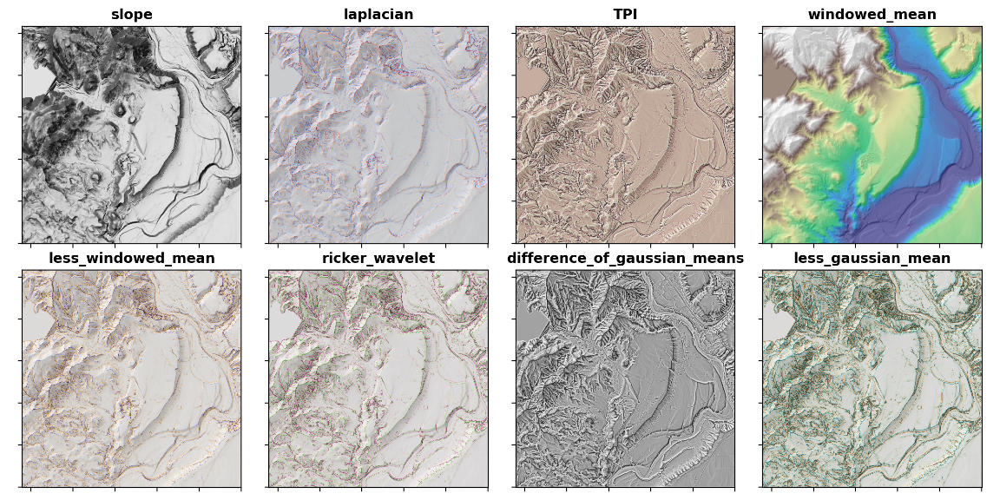 slope
laplacian
TPI
windowed_mean
less_windowed_mean
ricker_wavelet
difference_of_gaussian_means
less_gaussian_mean